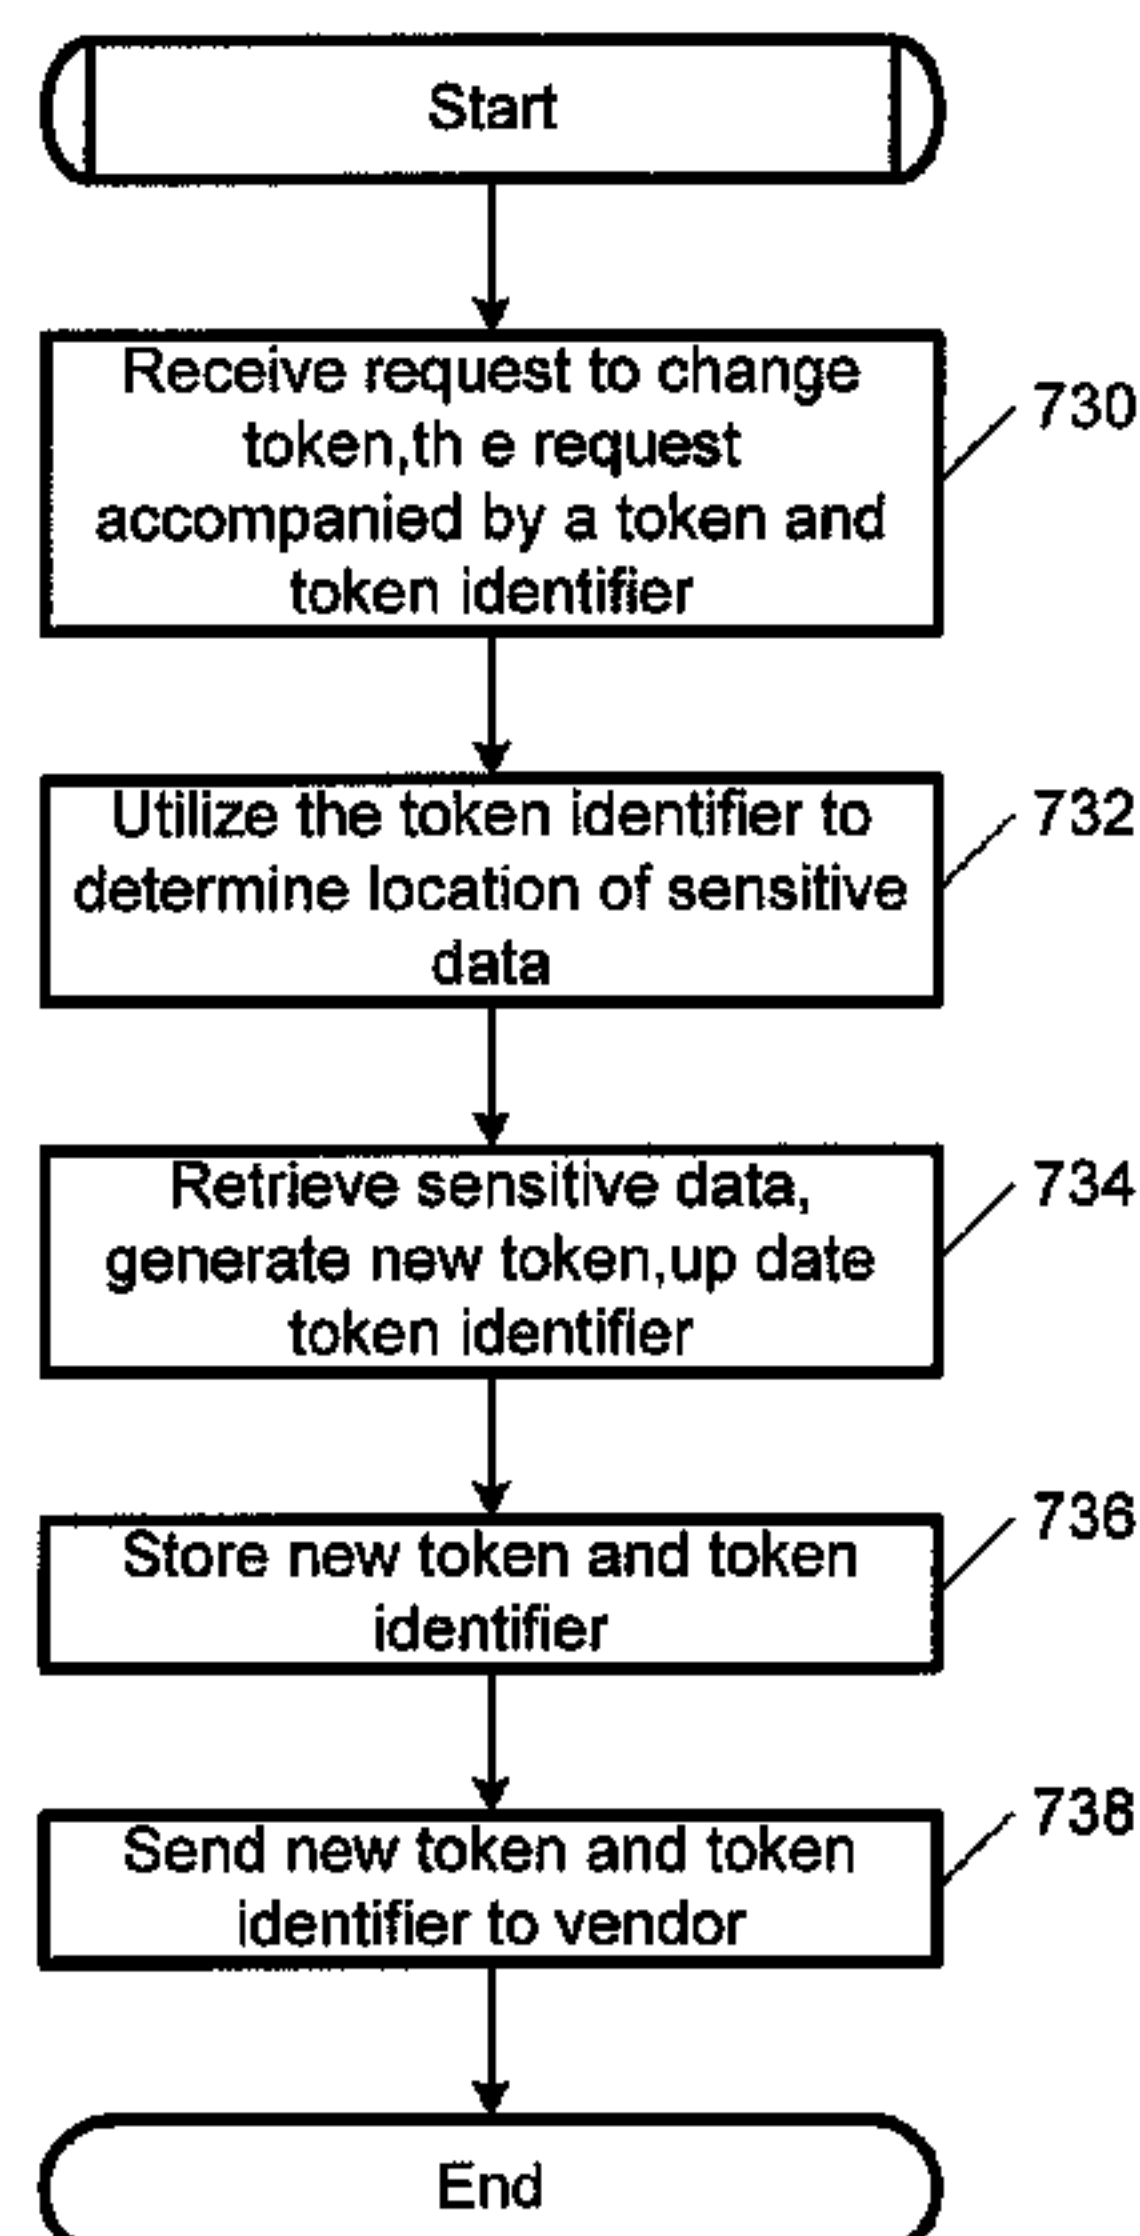 Start
Receive request to change
token,th e request
accompanied by a token and
token identifier
730
Utilize the token identifier to
determine location of sensitive
data
732
Retrieve sensitive data,
generate new token,up date
token identifier
734
Store new token and token
identifier
736
Send new token and token
identifier to vendor
738
End